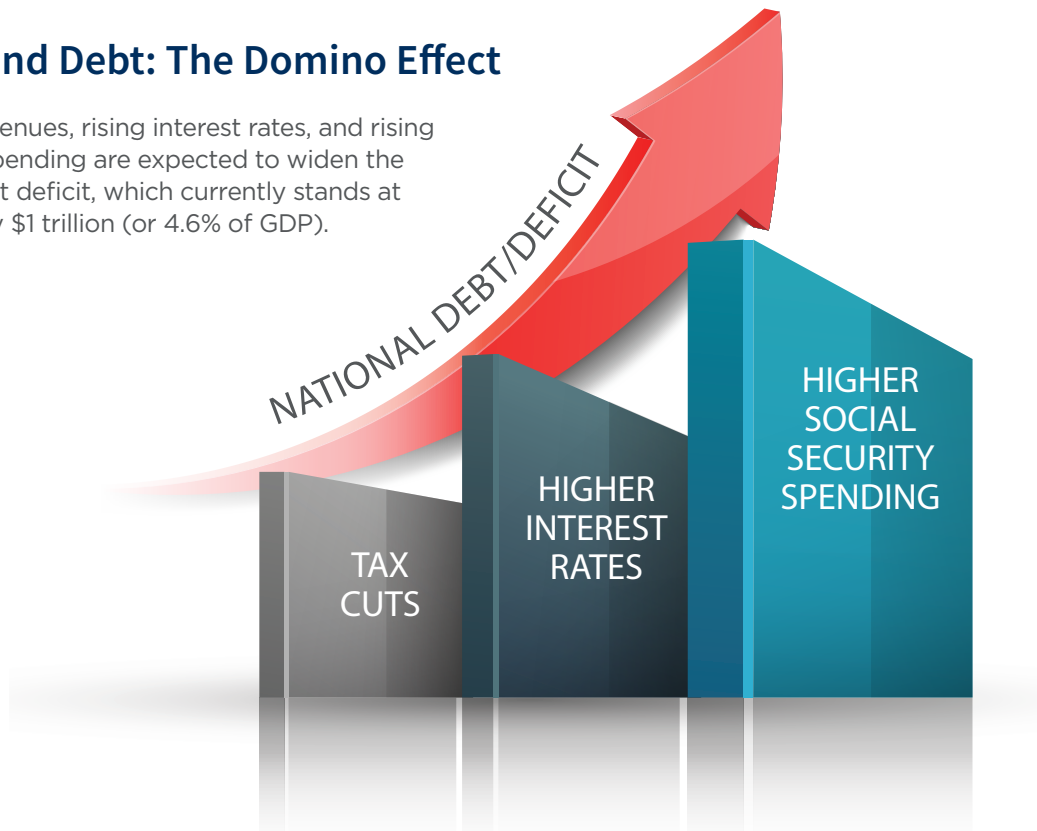 nd Debt: The Domino Effect
enues, rising interest rates, and rising
pending are expected to widen the
t deficit, which currently stands at
y $1 trillion (or 4.6% of GDP).
NATIONAL DEBT/DEFICIT
TAX
CUTS
HIGHER
INTEREST
RATES
HIGHER
SOCIAL
SECURITY
SPENDING